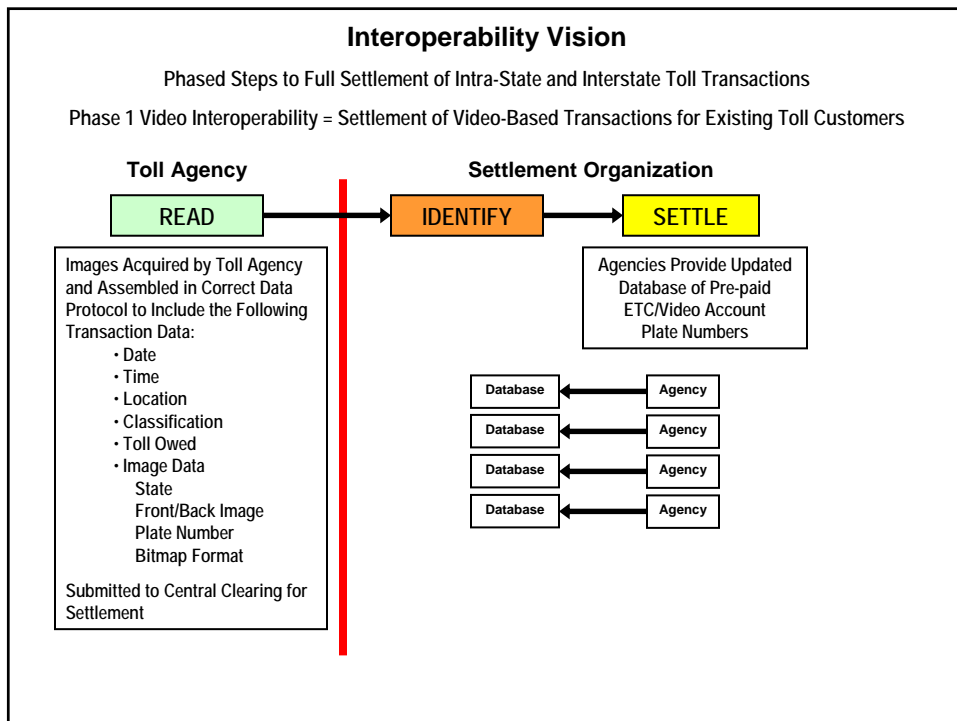 Interoperability Vision
Phased Steps to Full Settlement of Intra-State and Interstate Toll Transactions
Phase 1 Video Interoperability = Settlement of Video-Based Transactions for Existing Toll Customers
Toll Agency
Settlement Organization
READ
IDENTIFY
SETTLE
Images Acquired by Toll Agency
and Assembled in Correct Data
Protocol to Include the Following
Transaction Data:
• Date
• Time
• Location
• Classification
• Toll Owed
• Image Data
State
Front/Back Image
Plate Number
Bitmap Format
Submitted to Central Clearing for
Settlement
Agencies Provide Updated
Database of Pre-paid
ETC/Video Account
Plate Numbers
Database
Agency
Database
Agency
Database
Agency
Database
Agency